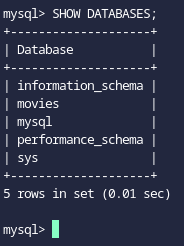 mysql> SHOW DATABASES;
+--------------------+
| Database           |
+--------------------+
| information_schema |
| movies             |
| mysql              |
| performance_schema |
| sys                |
+--------------------+
5 rows in set (0.01 sec)
mysql>